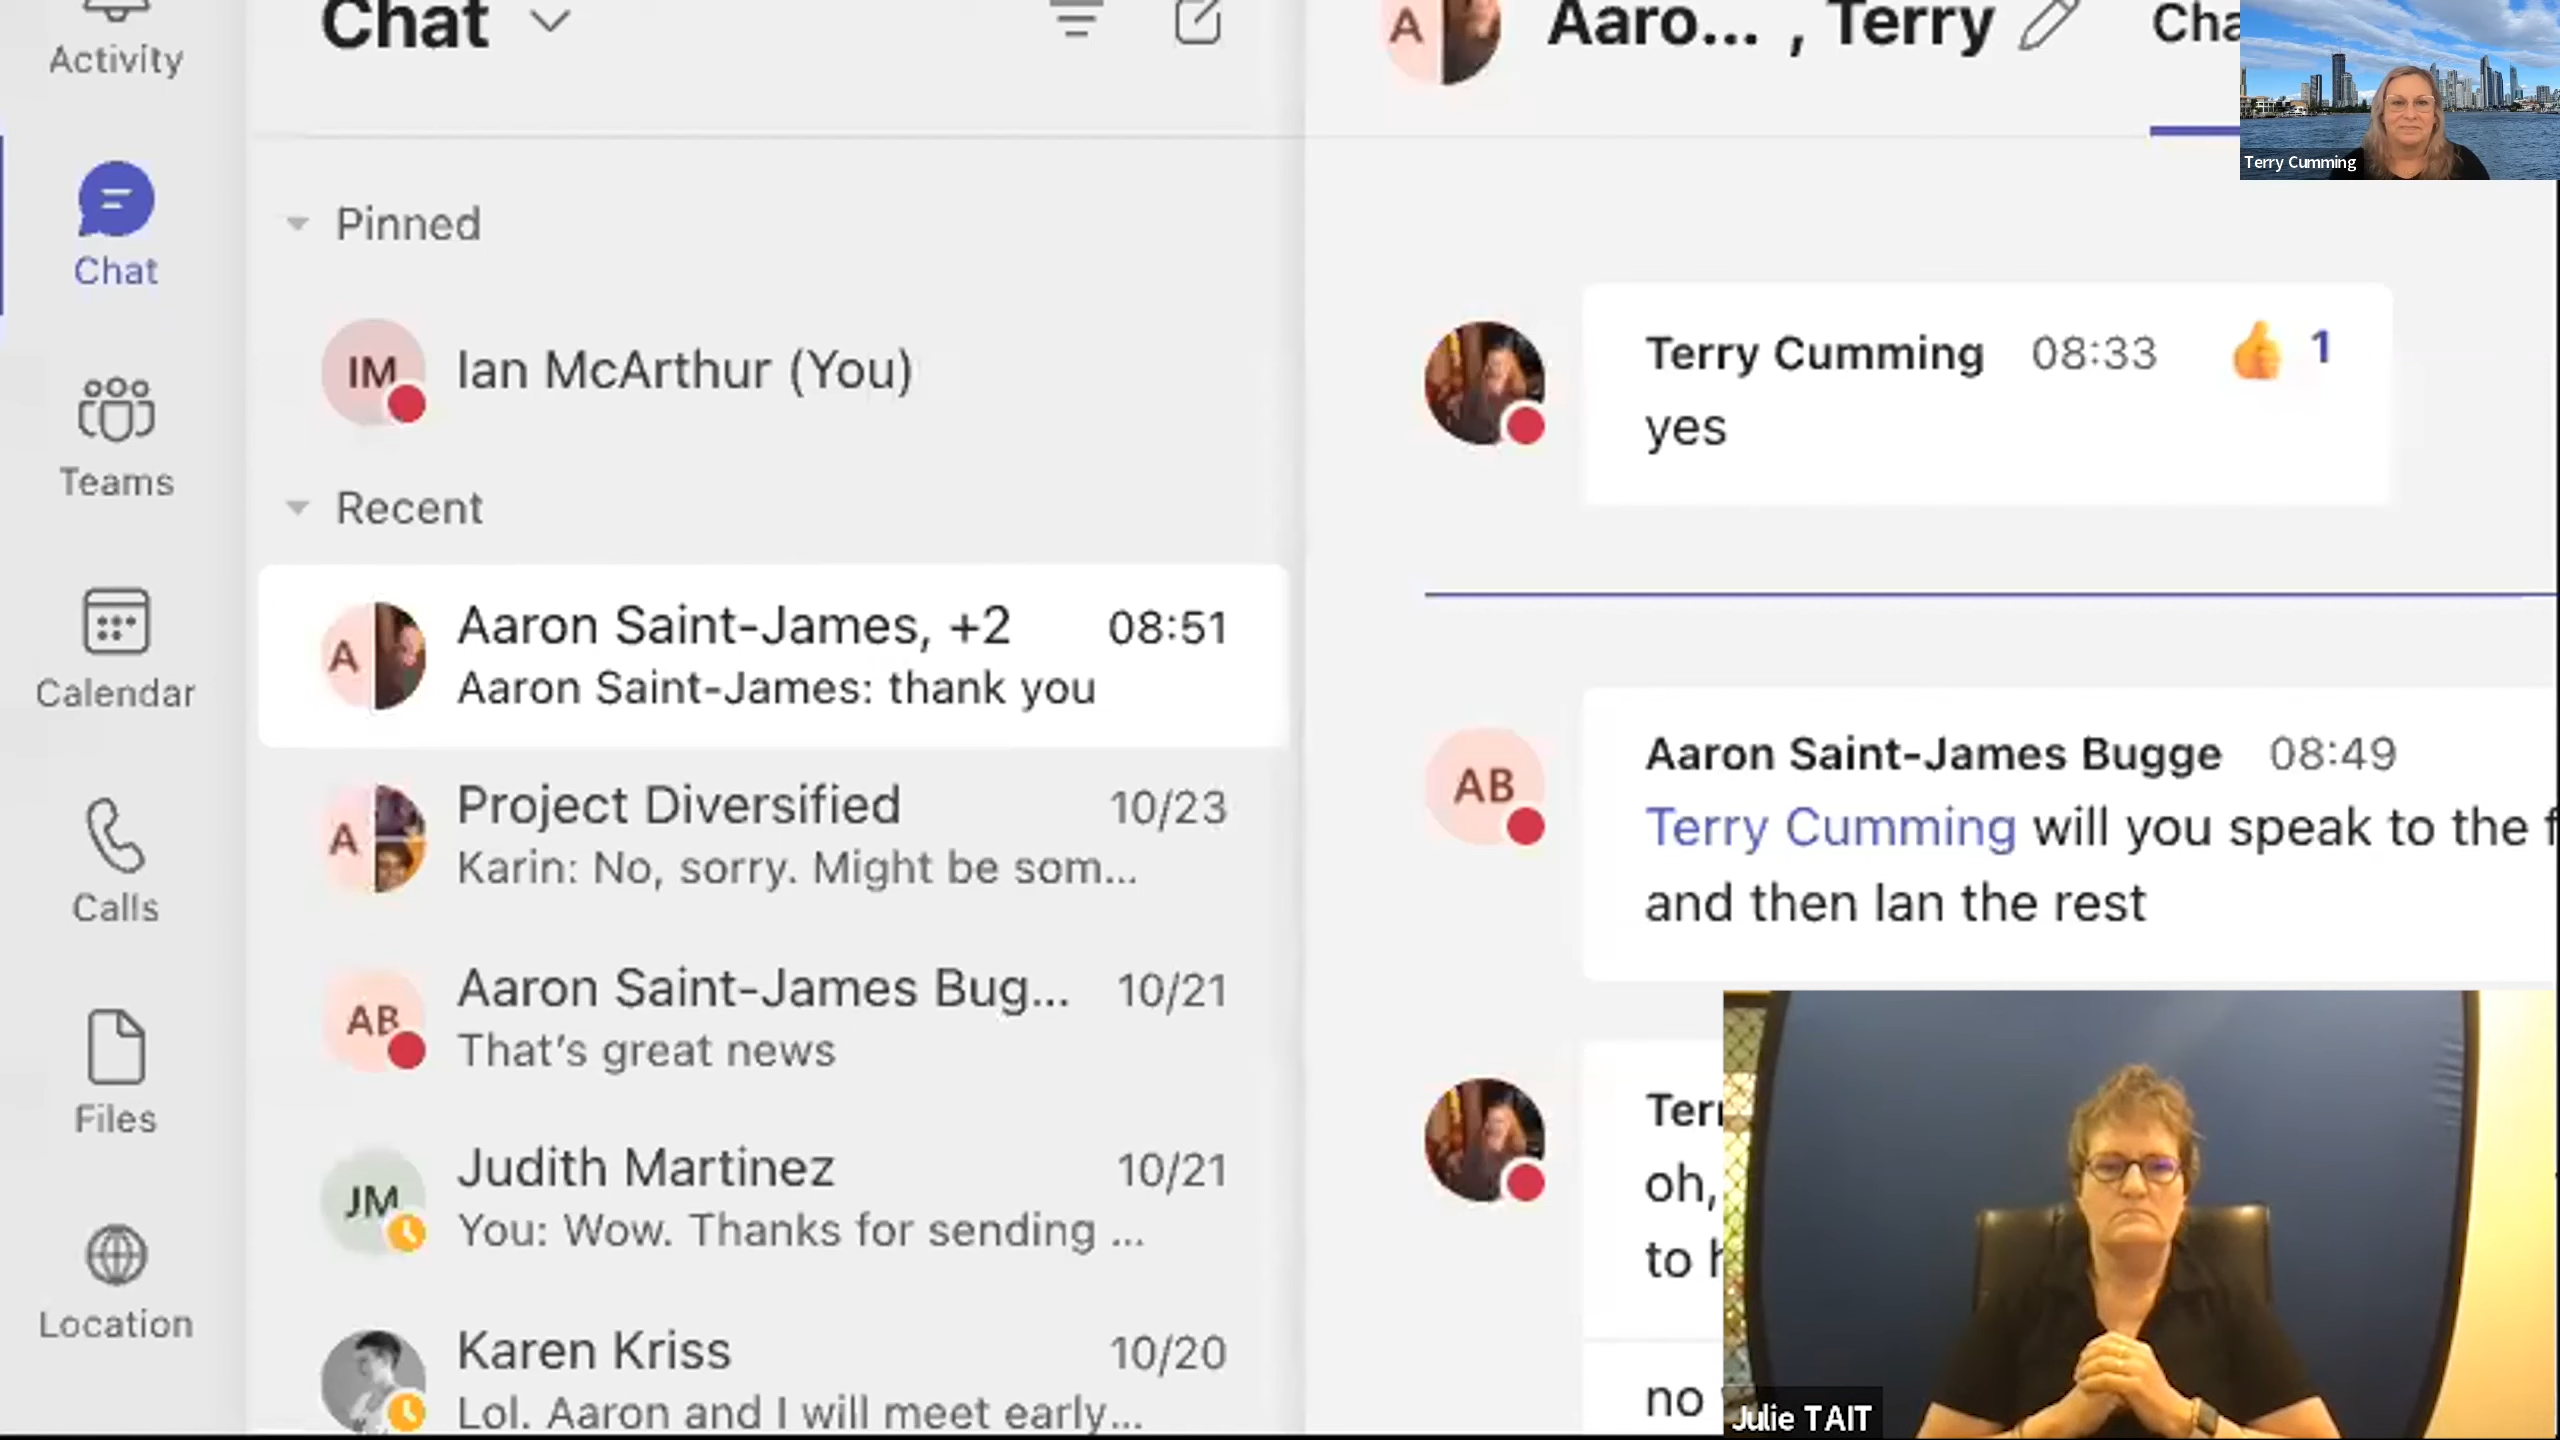 Activity
Chat
Teams
Calendar
Calls
Files
Location
Chat
Pinned
IM
Ian McArthur (You)
Recent
A
Aaron Saint-James, +2 08:51
Aaron Saint-James: thank you
A
Project Diversified 10/23
Karin: No, sorry. Might be som...
AB
Aaron Saint-James Bug... 10/21
That's great news
JM
Judith Martinez 10/21
You: Wow. Thanks for sending ...
Karen Kriss 10/20
Lol. Aaron and I will meet early...
A
Aaro... , Terry
Cha
Terry Cumming
Terry Cumming 08:33 👍 1
yes
AB
Aaron Saint-James Bugge 08:49
Terry Cumming will you speak to the f
and then Ian the rest
Terr
oh,
to h
no
Julie TAIT